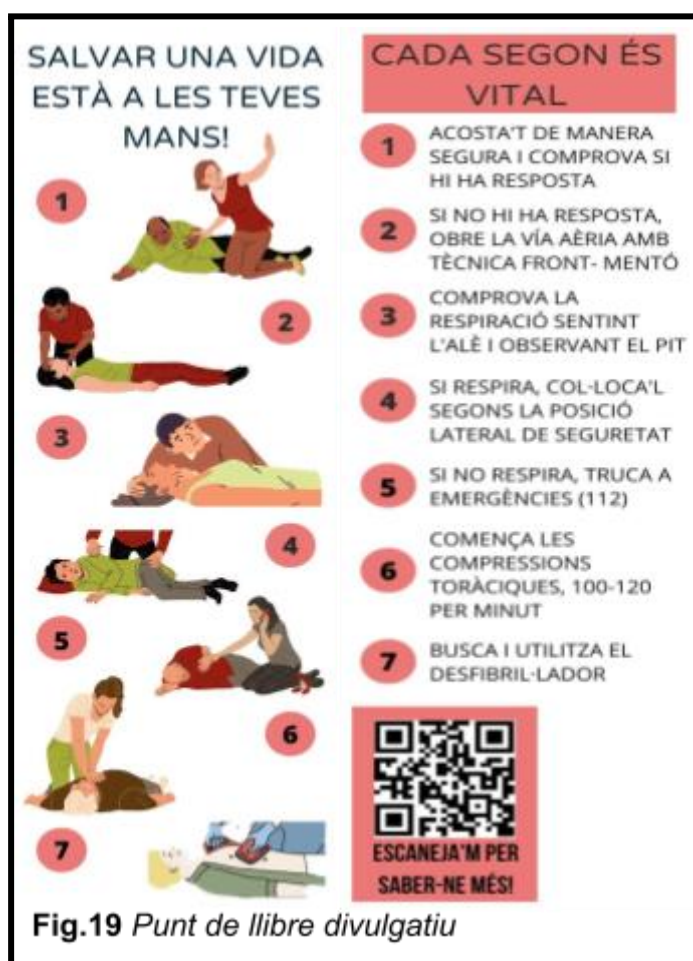 SALVAR UNA VIDA
ESTÀ A LES TEVES
MANS!
1
2
3
4
5
6
7
CADA SEGON ÉS
VITAL
1 ACOSTA'T DE MANERA
SEGURA I COMPROVA SI
HI HA RESPOSTA
2 SI NO HI HA RESPOSTA,
OBRE LA VÍA AÈRIA AMB
TÈCNICA FRONT- MENTÓ
3 COMPROVA LA
RESPIRACIÓ SENTINT
L'ALÈ I OBSERVANT EL PIT
4 SI RESPIRA, COL·LOCA'L
SEGONS LA POSICIÓ
LATERAL DE SEGURETAT
5 SI NO RESPIRA, TRUCA A
EMERGÈNCIES (112)
6 COMENÇA LES
COMPRESSIONS
TORÀCIQUES, 100-120
PER MINUT
7 BUSCA I UTILITZA EL
DESFIBRIL·LADOR
ESCANEJA'M PER
SABER-NE MÉS!
Fig.19 Punt de llibre divulgatiu